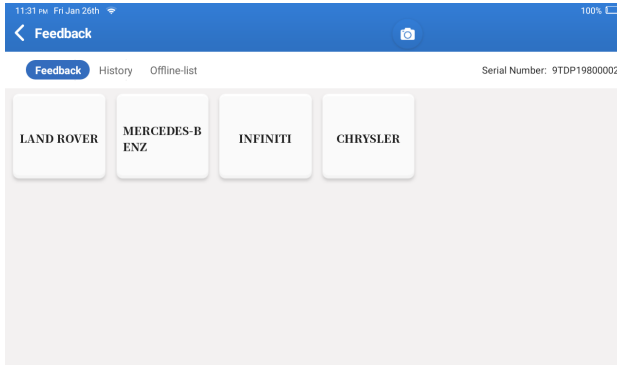 11:31 PM Fri Jan 26th 100%
Feedback
Feedback History Offline-list Serial Number: 9TDP19800002
LAND ROVER
MERCEDES-B
ENZ
INFINITI
CHRYSLER